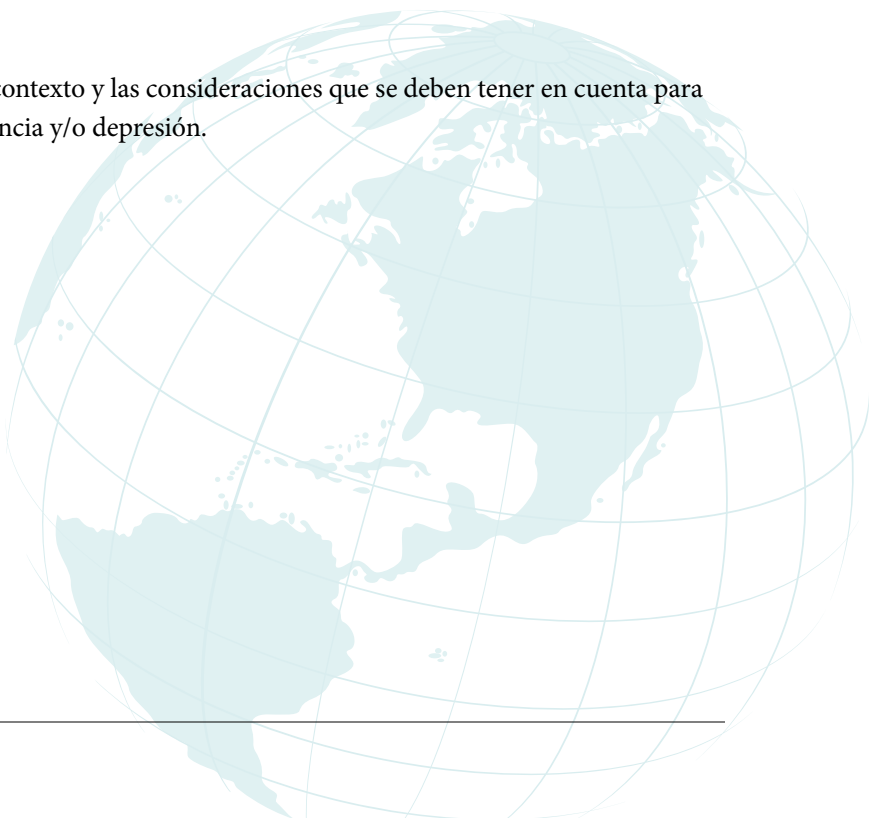 contexto y las consideraciones que se deben tener en cuenta para
ncia y/o depresión.